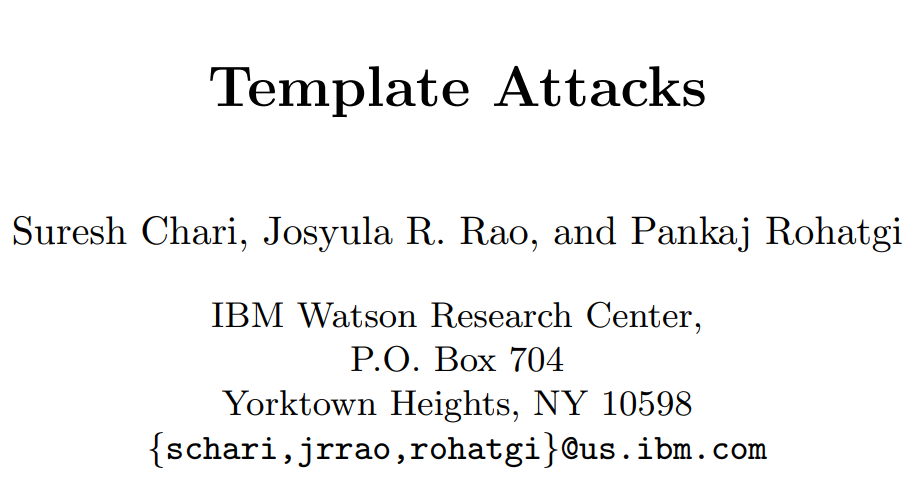 Template Attacks
Suresh Chari, Josyula R. Rao, and Pankaj Rohatgi
IBM Watson Research Center,
P.O. Box 704
Yorktown Heights, NY 10598
{schari,jrrao,rohatgi}@us.ibm.com